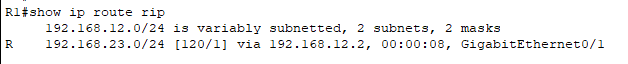 R1#show ip route rip
192.168.12.0/24 is variably subnetted, 2 subnets, 2 masks
R 192.168.23.0/24 [120/1] via 192.168.12.2, 00:00:08, GigabitEthernet0/1